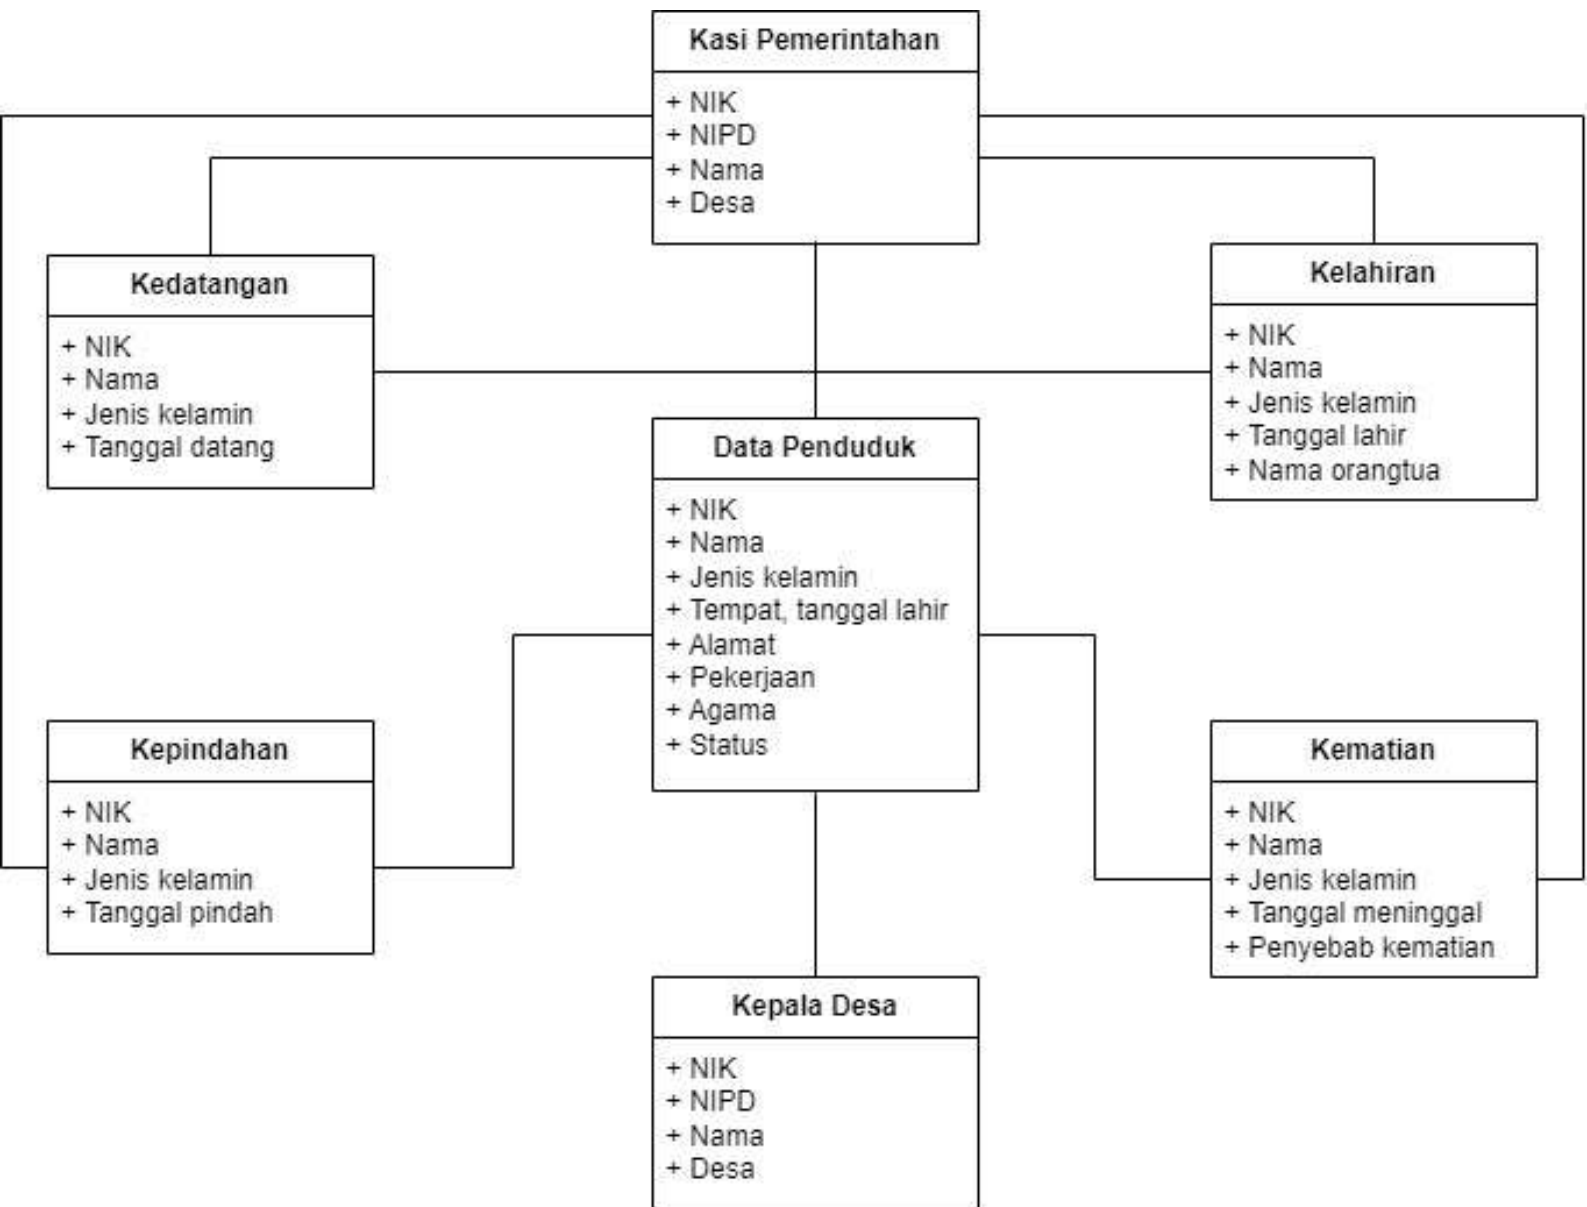 Kasi Pemerintahan
+ NIK
+ NIPD
+ Nama
+ Desa
Kedatangan
+ NIK
+ Nama
+ Jenis kelamin
+ Tanggal datang
Kelahiran
+ NIK
+ Nama
+ Jenis kelamin
+ Tanggal lahir
+ Nama orangtua
Data Penduduk
+ NIK
+ Nama
+ Jenis kelamin
+ Tempat, tanggal lahir
+ Alamat
+ Pekerjaan
+ Agama
+ Status
Kepindahan
+ NIK
+ Nama
+ Jenis kelamin
+ Tanggal pindah
Kematian
+ NIK
+ Nama
+ Jenis kelamin
+ Tanggal meninggal
+ Penyebab kematian
Kepala Desa
+ NIK
+ NIPD
+ Nama
+ Desa